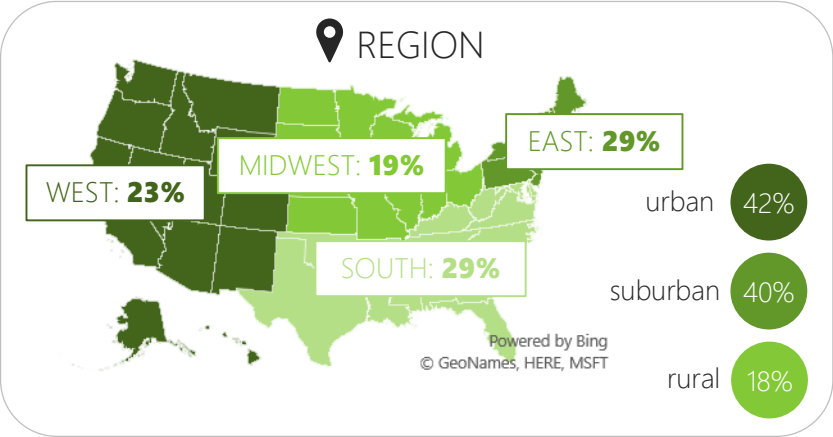 REGION
EAST: 29%
MIDWEST: 19%
WEST: 23%
SOUTH: 29%
urban 42%
suburban 40%
rural 18%
Powered by Bing
© GeoNames, HERE, MSFT